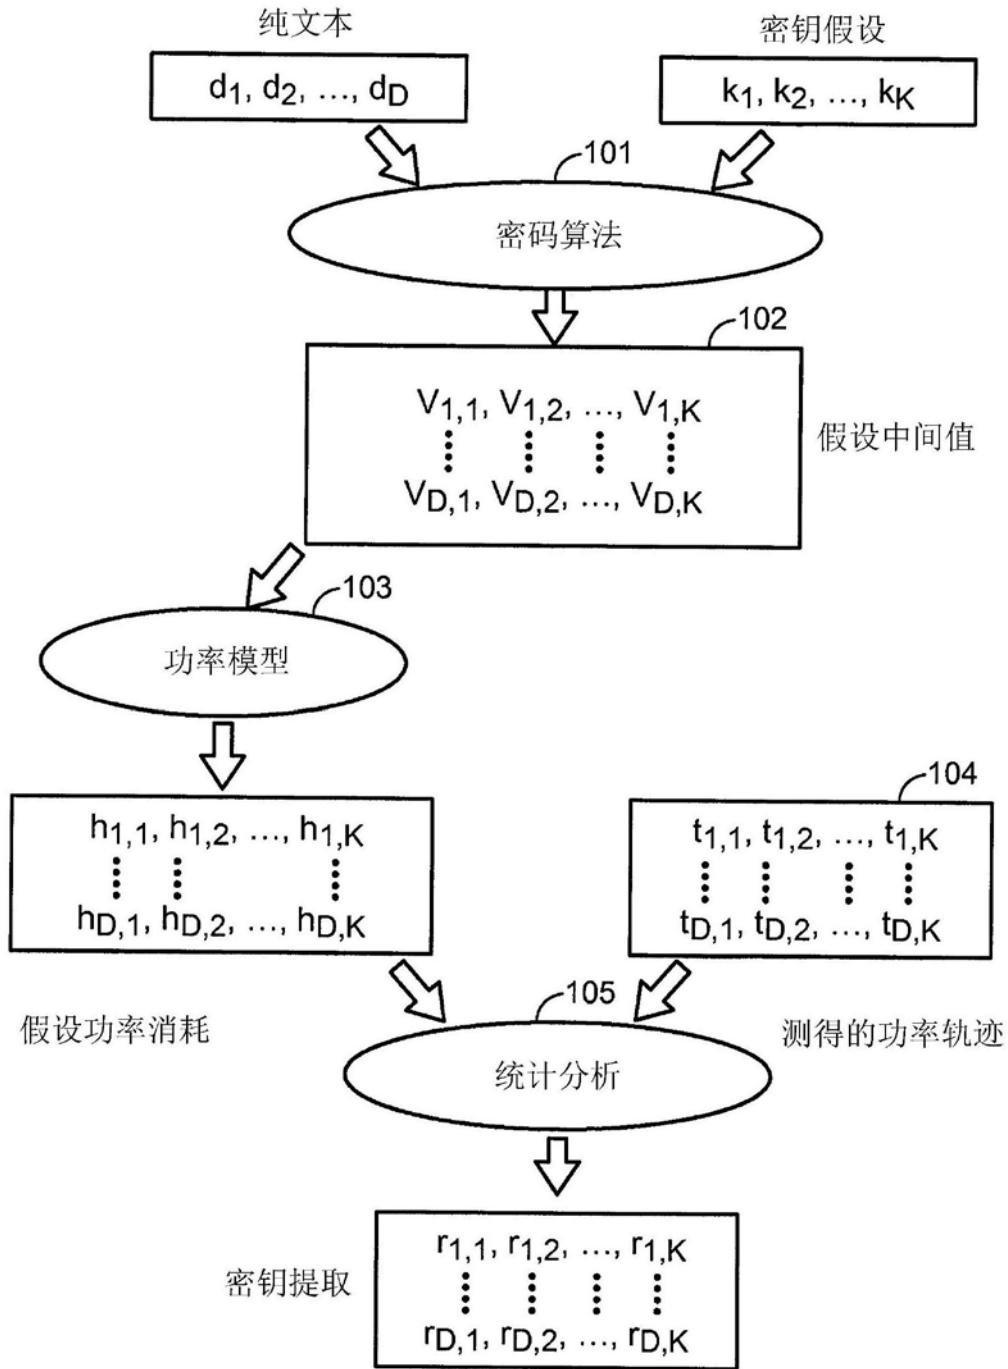 纯文本
密钥假设
d1, d2, ..., dD
k1, k2, ..., kK
101
密码算法
102
V1,1, V1,2, ..., V1,K
VD,1, VD,2, ..., VD,K
假设中间值
103
功率模型
104
h1,1, h1,2, ..., h1,K
hD,1, hD,2, ..., hD,K
t1,1, t1,2, ..., t1,K
tD,1, tD,2, ..., tD,K
假设功率消耗
105
测得的功率轨迹
统计分析
r1,1, r1,2, ..., r1,K
rD,1, rD,2, ..., rD,K
密钥提取